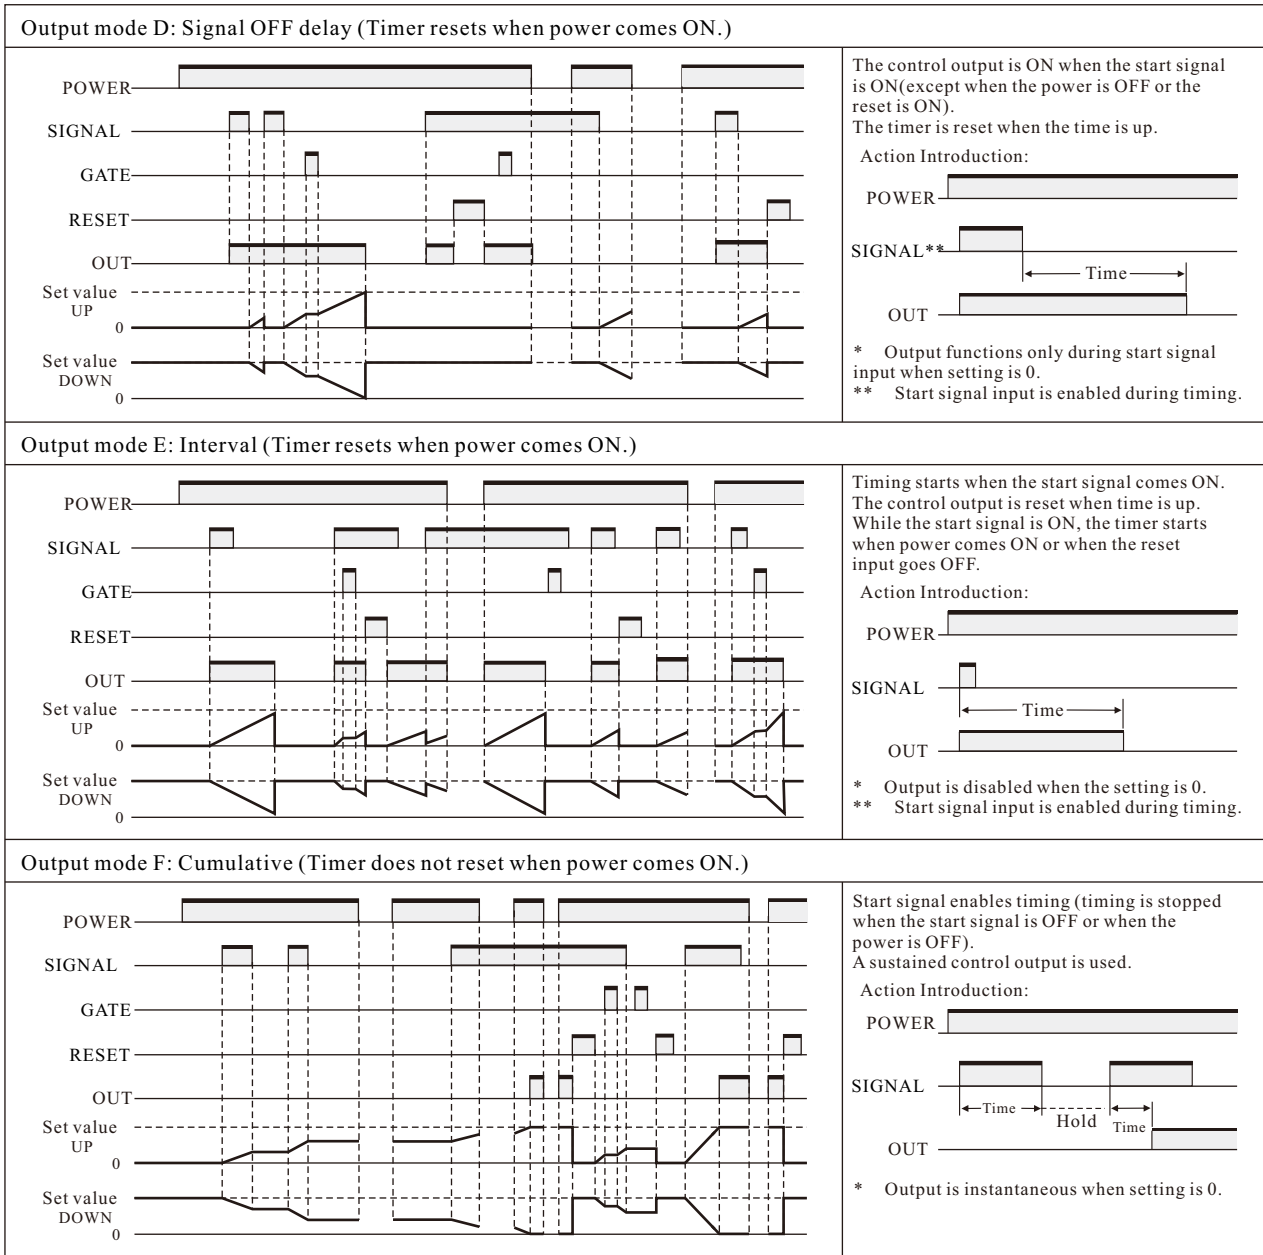 Output mode D: Signal OFF delay (Timer resets when power comes ON.)
POWER
SIGNAL
GATE
RESET
OUT
Set value
UP
0
Set value
DOWN
0
The control output is ON when the start signal
is ON(except when the power is OFF or the
reset is ON).
The timer is reset when the time is up.
Action Introduction:
POWER
SIGNAL**
Time
OUT
* Output functions only during start signal
input when setting is 0.
** Start signal input is enabled during timing.
Output mode E: Interval (Timer resets when power comes ON.)
POWER
SIGNAL
GATE
RESET
OUT
Set value
UP
0
Set value
DOWN
0
Timing starts when the start signal comes ON.
The control output is reset when time is up.
While the start signal is ON, the timer starts
when power comes ON or when the reset
input goes OFF.
Action Introduction:
POWER
SIGNAL
Time
OUT
* Output is disabled when the setting is 0.
** Start signal input is enabled during timing.
Output mode F: Cumulative (Timer does not reset when power comes ON.)
POWER
SIGNAL
GATE
RESET
OUT
Set value
UP
0
Set value
DOWN
0
Start signal enables timing (timing is stopped
when the start signal is OFF or when the
power is OFF).
A sustained control output is used.
Action Introduction:
POWER
SIGNAL
Time Hold Time
OUT
* Output is instantaneous when setting is 0.